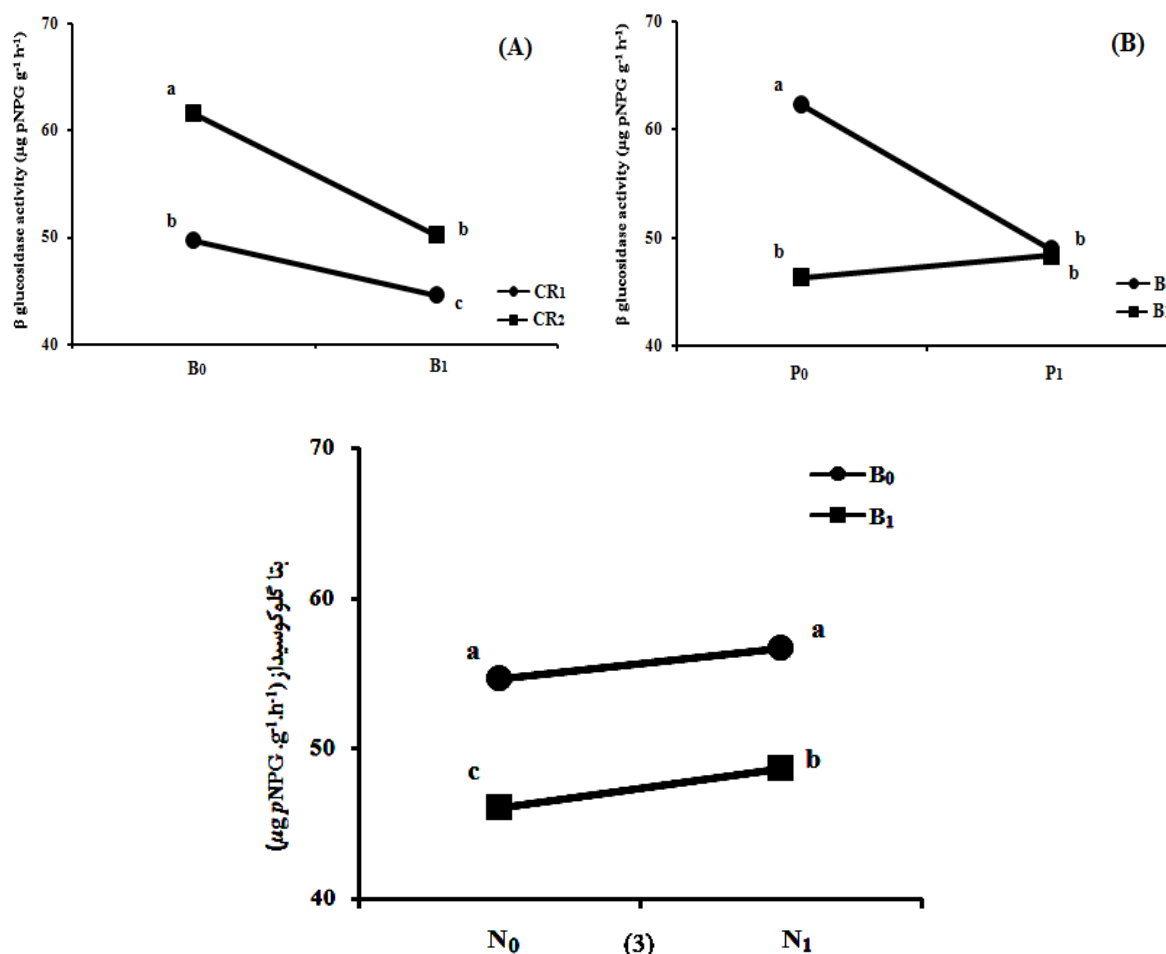 β glucosidase activity (µg pNPG g⁻¹ h⁻¹)
70
60
50
40
(A)
a
b
b
c
CR1
CR2
B0
B1
β glucosidase activity (µg pNPG g⁻¹ h⁻¹)
70
60
50
40
(B)
a
b
b
b
B
B
P0
P1
بتا گلوکوسیداز (µg pNPG .g⁻¹.h⁻¹)
70
60
50
40
B0
B1
a
a
c
b
N0
(3)
N1